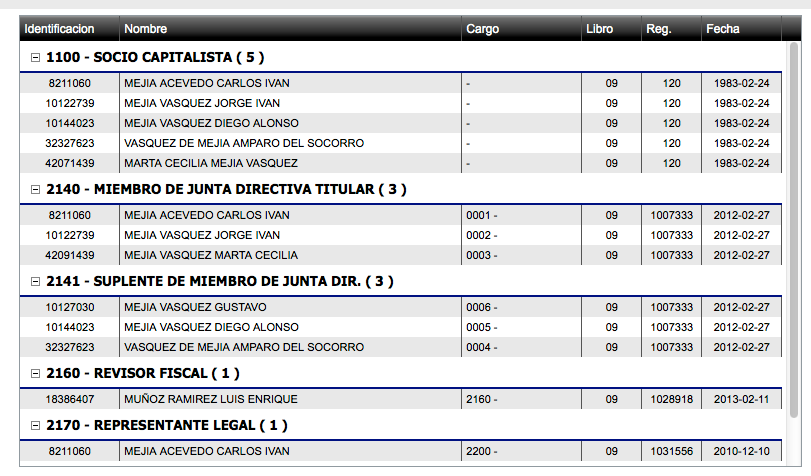 Identificacion Nombre Cargo Libro Reg. Fecha
1100 - SOCIO CAPITALISTA ( 5 )
8211060 MEJIA ACEVEDO CARLOS IVAN - 09 120 1983-02-24
10122739 MEJIA VASQUEZ JORGE IVAN - 09 120 1983-02-24
10144023 MEJIA VASQUEZ DIEGO ALONSO - 09 120 1983-02-24
32327623 VASQUEZ DE MEJIA AMPARO DEL SOCORRO - 09 120 1983-02-24
42071439 MARTA CECILIA MEJIA VASQUEZ - 09 120 1983-02-24
2140 - MIEMBRO DE JUNTA DIRECTIVA TITULAR ( 3 )
8211060 MEJIA ACEVEDO CARLOS IVAN 0001 - 09 1007333 2012-02-27
10122739 MEJIA VASQUEZ JORGE IVAN 0002 - 09 1007333 2012-02-27
42091439 MEJIA VASQUEZ MARTA CECILIA 0003 - 09 1007333 2012-02-27
2141 - SUPLENTE DE MIEMBRO DE JUNTA DIR. ( 3 )
10127030 MEJIA VASQUEZ GUSTAVO 0006 - 09 1007333 2012-02-27
10144023 MEJIA VASQUEZ DIEGO ALONSO 0005 - 09 1007333 2012-02-27
32327623 VASQUEZ DE MEJIA AMPARO DEL SOCORRO 0004 - 09 1007333 2012-02-27
2160 - REVISOR FISCAL ( 1 )
18386407 MUÑOZ RAMIREZ LUIS ENRIQUE 2160 - 09 1028918 2013-02-11
2170 - REPRESENTANTE LEGAL ( 1 )
8211060 MEJIA ACEVEDO CARLOS IVAN 2200 - 09 1031556 2010-12-10